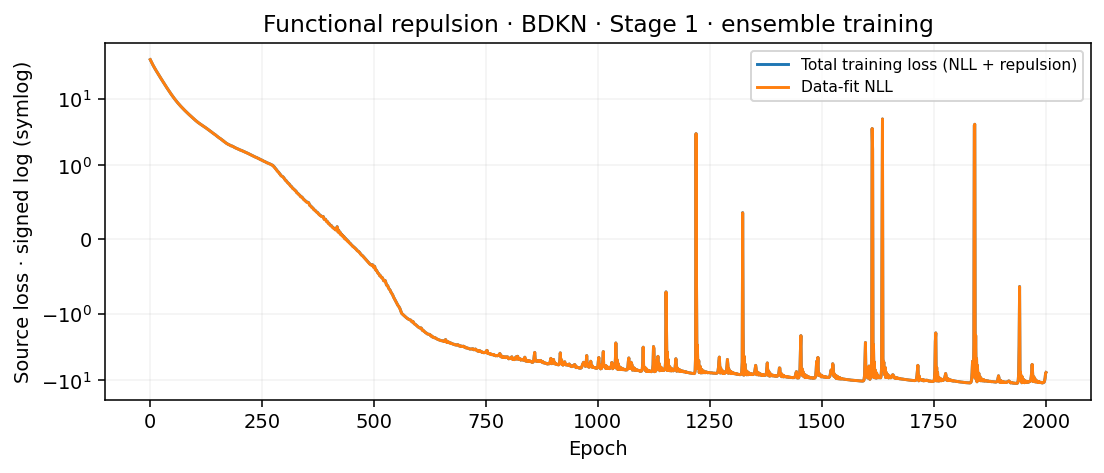 Functional repulsion · BDKN · Stage 1 · ensemble training
Total training loss (NLL + repulsion)
Data-fit NLL
Source loss · signed log (symlog)
10¹
10⁰
0
−10⁰
−10¹
0 250 500 750 1000 1250 1500 1750 2000
Epoch